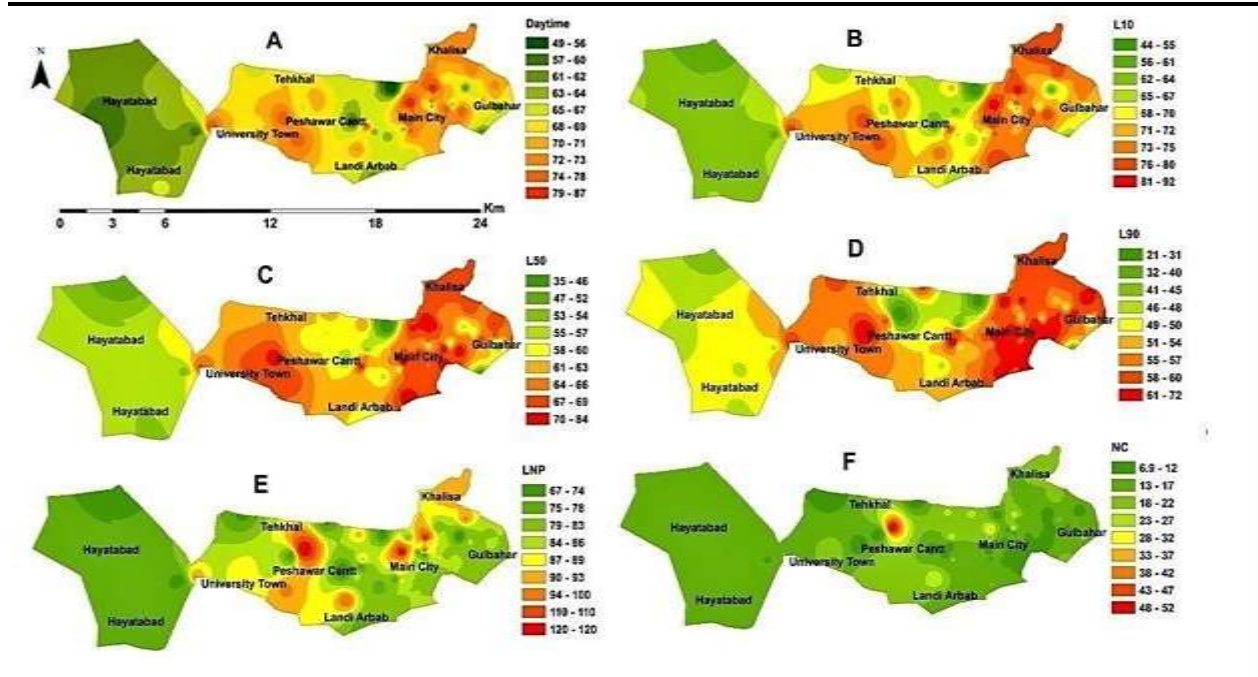 N
A
Hayatabad
Hayatabad
Tehkhal
University Town
Peshawar Cantt
Landi Arbab
Main City
Khalisa
Gulbahar
Daytime
49 - 56
57 - 60
61 - 62
63 - 64
65 - 67
68 - 69
70 - 71
72 - 73
74 - 78
79 - 87
0 3 6 12 18 24
Km
B
Hayatabad
Hayatabad
Tehkhal
University Town
Peshawar Cantt
Landi Arbab
Main City
Khalisa
Gulbahar
L10
44 - 55
56 - 61
62 - 64
65 - 67
68 - 70
71 - 72
73 - 75
76 - 80
81 - 92
C
Hayatabad
Hayatabad
Tehkhal
University Town
Peshawar Cantt
Landi Arbab
Main City
Khalisa
Gulbahar
L50
35 - 46
47 - 52
53 - 54
55 - 57
58 - 60
61 - 63
64 - 66
67 - 69
70 - 84
D
Hayatabad
Hayatabad
Tehkhal
University Town
Peshawar Cantt
Landi Arbab
Main City
Khalisa
Gulbahar
L90
21 - 31
32 - 40
41 - 45
46 - 48
49 - 50
51 - 54
55 - 57
58 - 60
61 - 72
E
Hayatabad
Hayatabad
Tehkhal
University Town
Peshawar Cantt
Landi Arbab
Main City
Khalisa
Gulbahar
LNP
67 - 74
75 - 78
79 - 83
84 - 86
87 - 89
90 - 93
94 - 100
110 - 110
120 - 120
F
Hayatabad
Hayatabad
Tehkhal
University Town
Peshawar Cantt
Landi Arbab
Main City
Khalisa
Gulbahar
NC
6.9 - 12
13 - 17
18 - 22
23 - 27
28 - 32
33 - 37
38 - 42
43 - 47
48 - 52